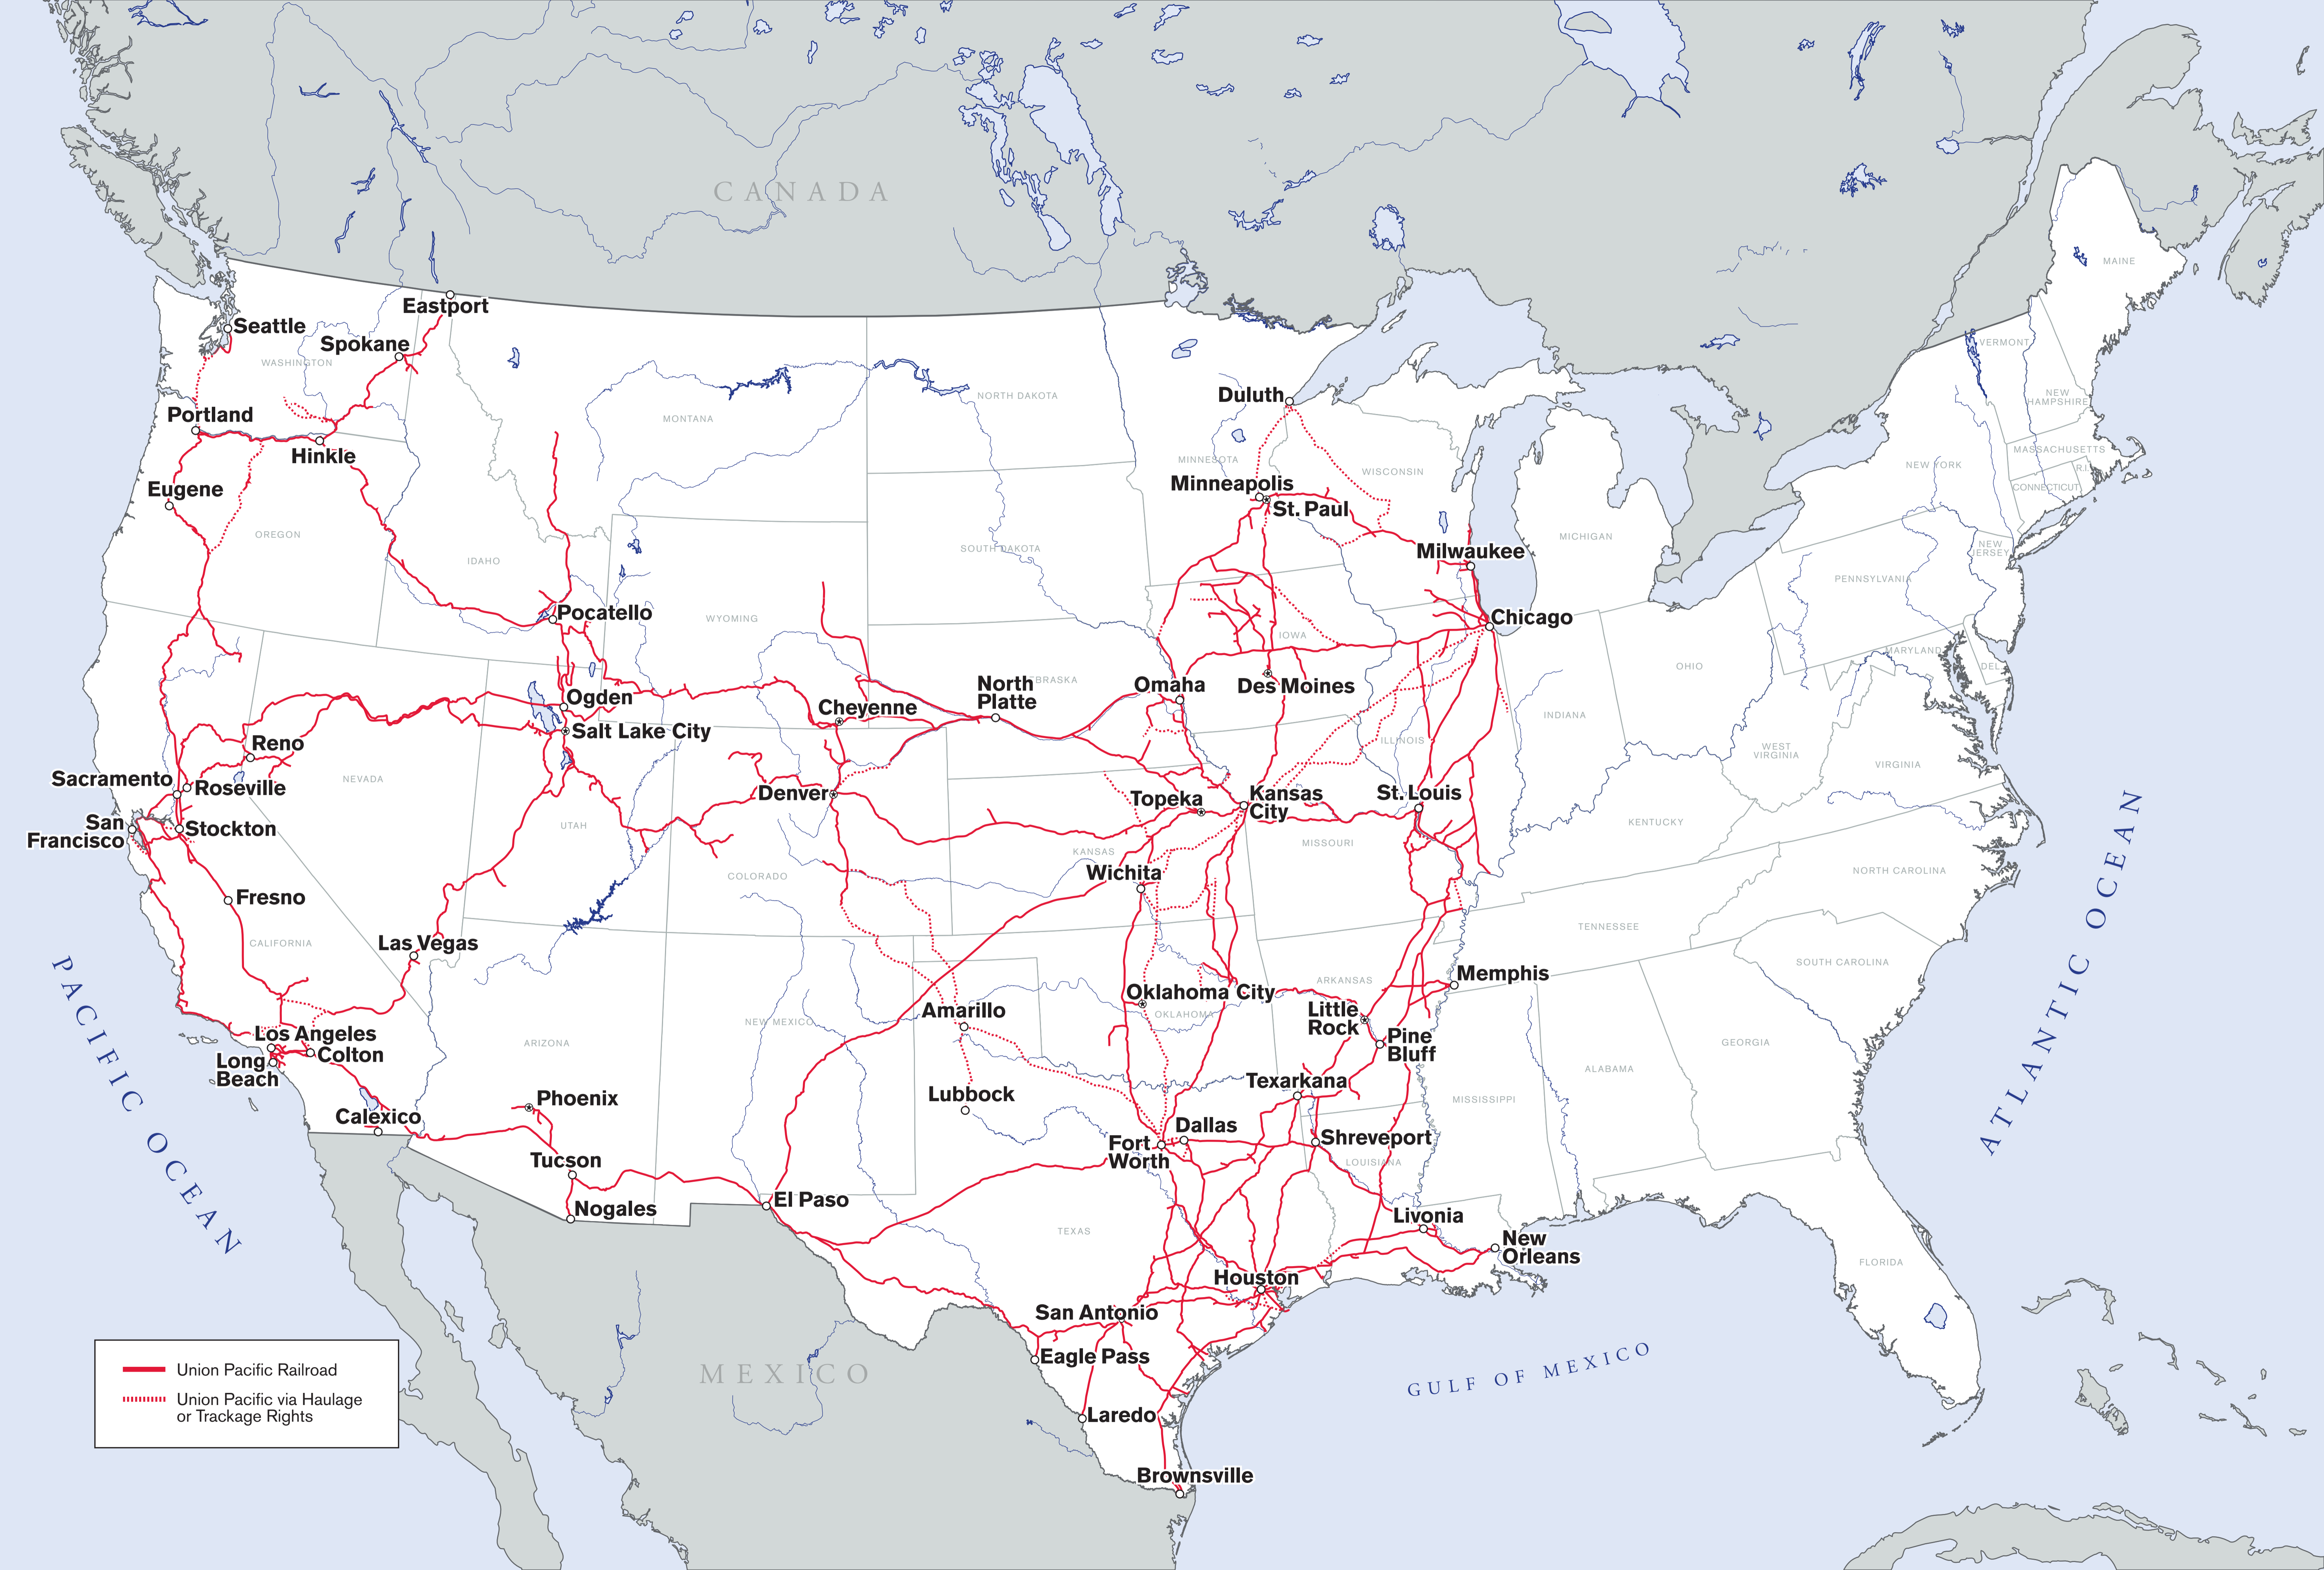 CANADA
MAINE
Eastport
Seattle
Spokane
WASHINGTON
VERMONT
NEW
HAMPSHIRE
Duluth
NORTH DAKOTA
Portland
MONTANA
MASSACHUSETTS
R.I.
CONNECTICUT
Hinkle
MINNESOTA
WISCONSIN
NEW YORK
Minneapolis
St. Paul
Eugene
OREGON
IDAHO
SOUTH DAKOTA
Milwaukee
MICHIGAN
NEW
JERSEY
PENNSYLVANIA
Pocatello
WYOMING
Chicago
IOWA
OHIO
MARYLAND
DEL.
North
Platte
Omaha
Des Moines
Ogden
Cheyenne
INDIANA
Salt Lake City
ILLINOIS
Reno
WEST
VIRGINIA
VIRGINIA
Sacramento
Roseville
NEVADA
Denver
Topeka
Kansas
City
St. Louis
San
Francisco
Stockton
UTAH
KENTUCKY
KANSAS
MISSOURI
COLORADO
Wichita
NORTH CAROLINA
Fresno
TENNESSEE
CALIFORNIA
Las Vegas
SOUTH CAROLINA
Memphis
ARKANSAS
Oklahoma City
OKLAHOMA
Amarillo
Little
Rock
NEW MEXICO
Los Angeles
Colton
Long
Beach
ARIZONA
Pine
Bluff
GEORGIA
ALABAMA
Texarkana
Lubbock
Phoenix
MISSISSIPPI
Calexico
Dallas
Fort
Worth
Shreveport
LOUISIANA
Tucson
El Paso
Nogales
Livonia
TEXAS
New
Orleans
FLORIDA
Houston
San Antonio
Eagle Pass
MEXICO
GULF OF MEXICO
Laredo
Brownsville
PACIFIC OCEAN
ATLANTIC OCEAN
Union Pacific Railroad
Union Pacific via Haulage
or Trackage Rights